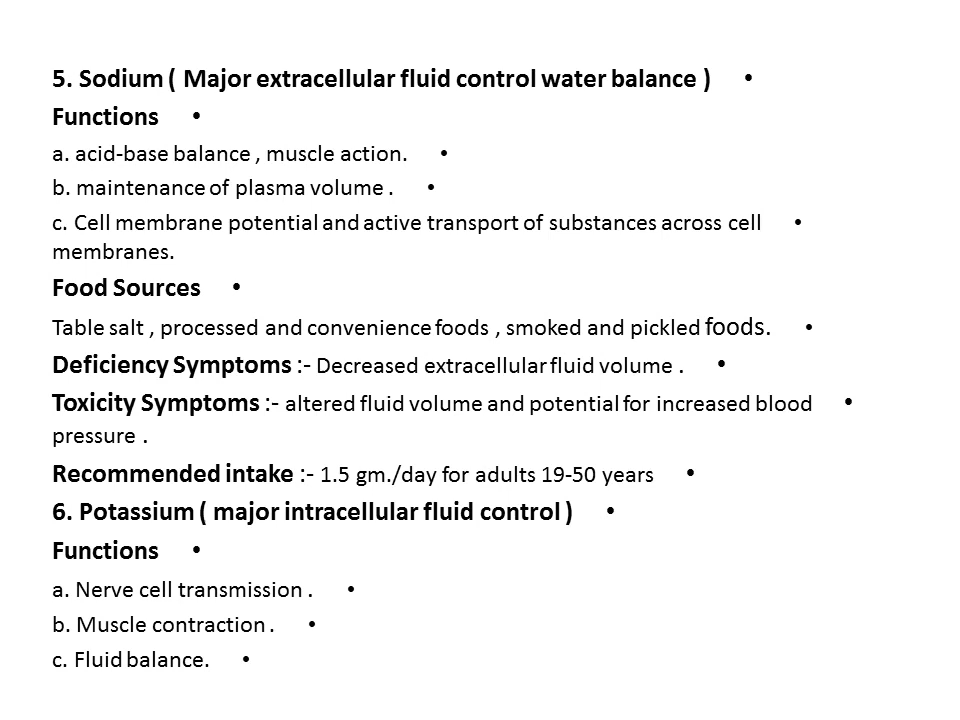 5. Sodium ( Major extracellular fluid control water balance ) •
Functions •
a. acid-base balance , muscle action. •
b. maintenance of plasma volume . •
c. Cell membrane potential and active transport of substances across cell •
membranes.
Food Sources •
Table salt , processed and convenience foods , smoked and pickled foods. •
Deficiency Symptoms :- Decreased extracellular fluid volume . •
Toxicity Symptoms :- altered fluid volume and potential for increased blood •
pressure .
Recommended intake :- 1.5 gm./day for adults 19-50 years •
6. Potassium ( major intracellular fluid control ) •
Functions •
a. Nerve cell transmission . •
b. Muscle contraction . •
c. Fluid balance. •